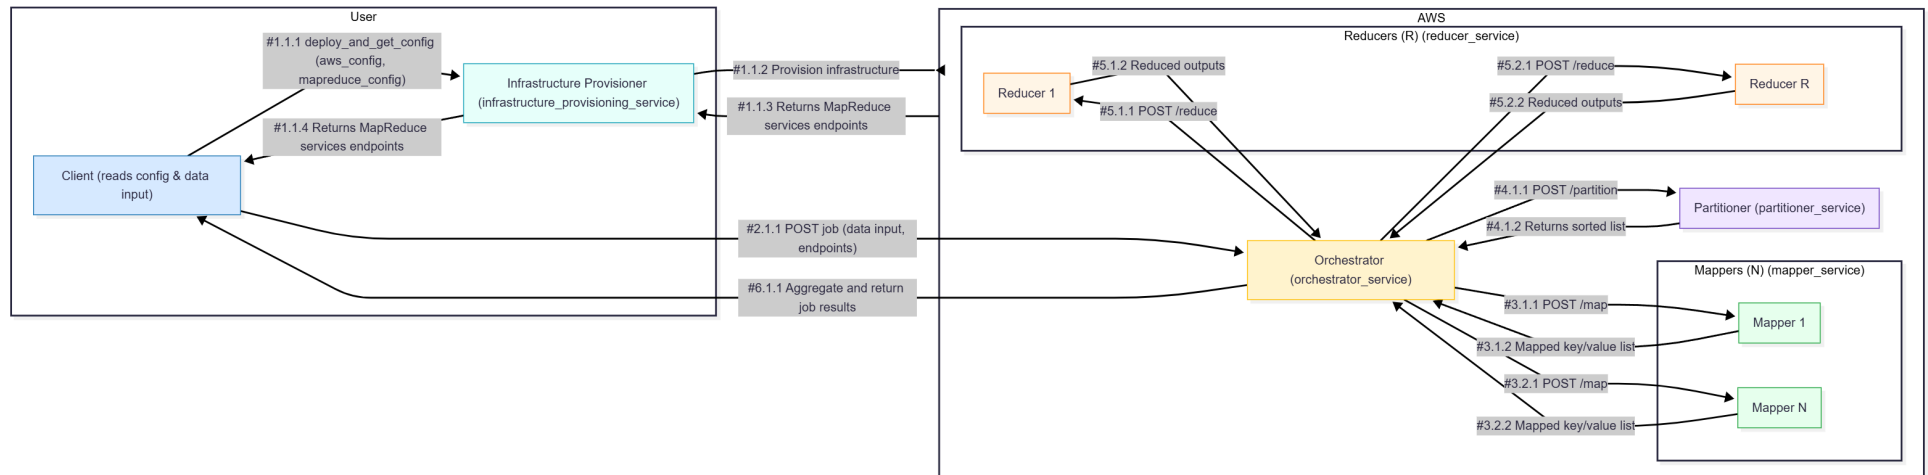 User
#1.1.1 deploy_and_get_config
(aws_config,
mapreduce_config)
Infrastructure Provisioner
(infrastructure_provisioning_service)
#1.1.4 Returns MapReduce
services endpoints
Client (reads config & data
input)
#1.1.2 Provision infrastructure
#1.1.3 Returns MapReduce
services endpoints
#2.1.1 POST job (data input,
endpoints)
#6.1.1 Aggregate and return
job results
AWS
Reducers (R) (reducer_service)
Reducer 1
#5.1.2 Reduced outputs
#5.1.1 POST /reduce
#5.2.1 POST /reduce
#5.2.2 Reduced outputs
Reducer R
#4.1.1 POST /partition
#4.1.2 Returns sorted list
Partitioner (partitioner_service)
Orchestrator
(orchestrator_service)
Mappers (N) (mapper_service)
#3.1.1 POST /map
Mapper 1
#3.1.2 Mapped key/value list
#3.2.1 POST /map
Mapper N
#3.2.2 Mapped key/value list